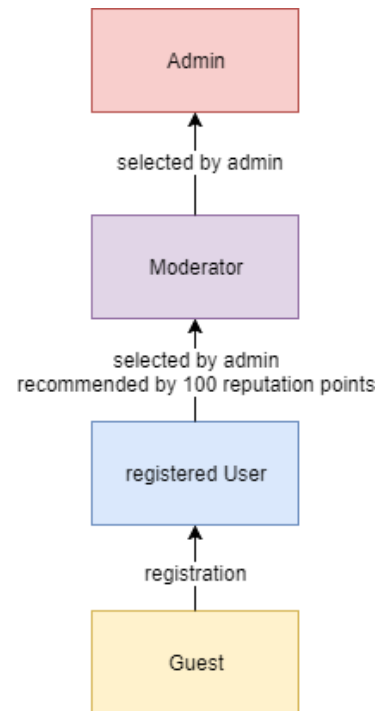 Admin
selected by admin
Moderator
selected by admin
recommended by 100 reputation points
registered User
registration
Guest